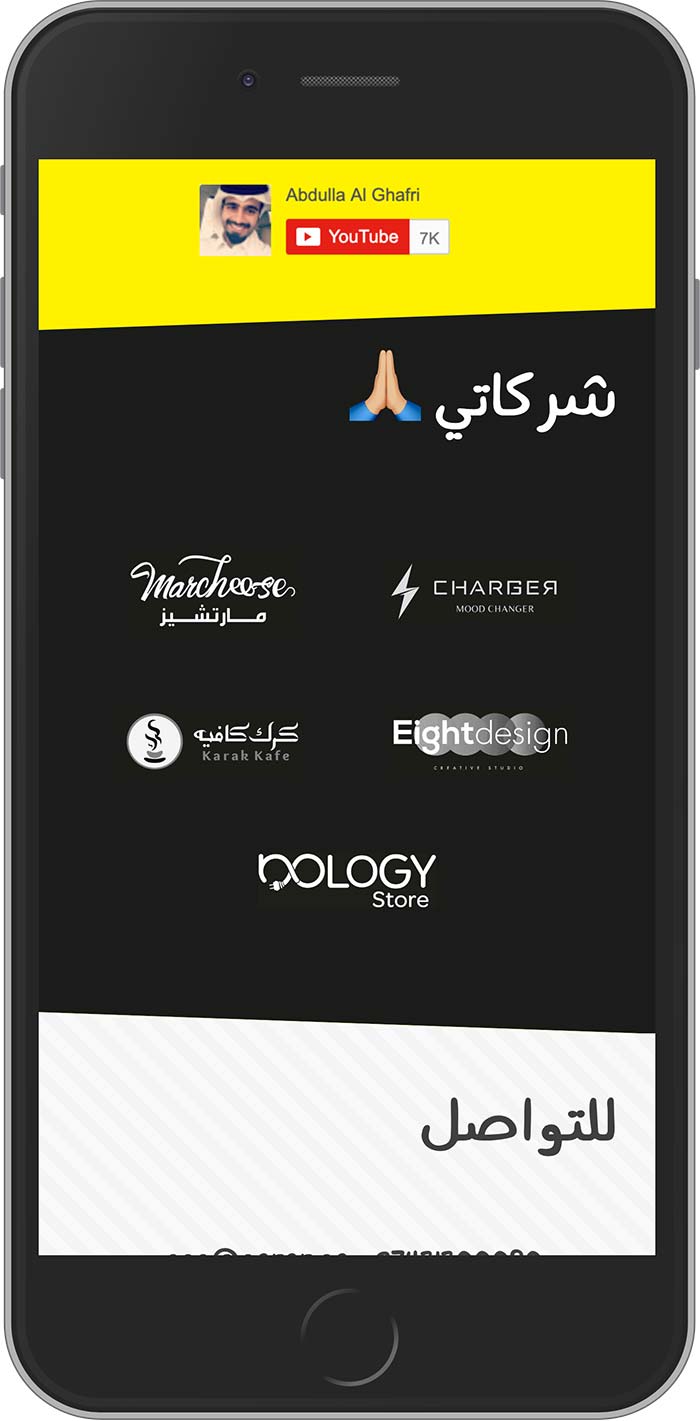 Abdulla Al Ghafri
YouTube 7K
شركاتي 🙏🏼
Marcheese
مارتشيز
CHARGER
MOOD CHANGER
كرك كافيه
Karak Kafe
Eightdesign
CREATIVE STUDIO
OLOGY
Store
للتواصل